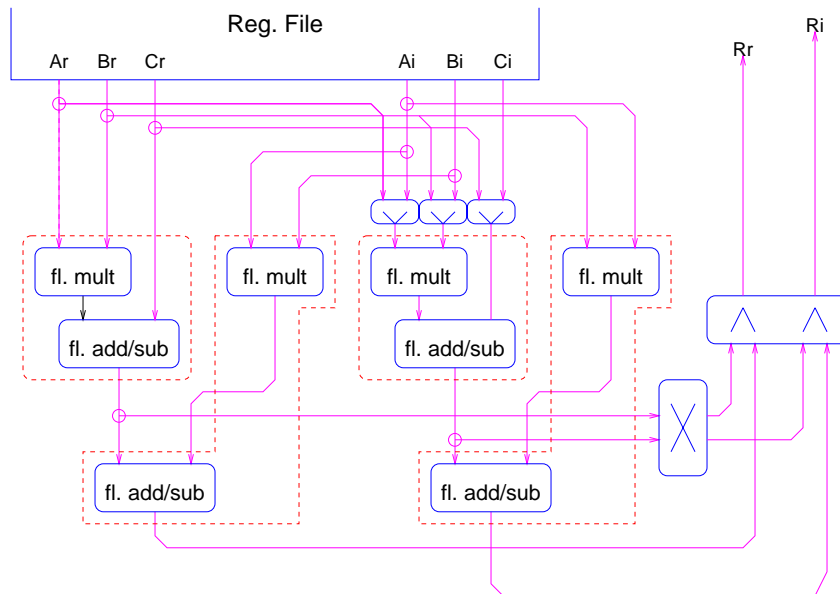 Reg. File
Ri
Rr
Ar Br Cr Ai Bi Ci
fl. mult fl. mult fl. mult fl. mult
fl. add/sub fl. add/sub
fl. add/sub fl. add/sub